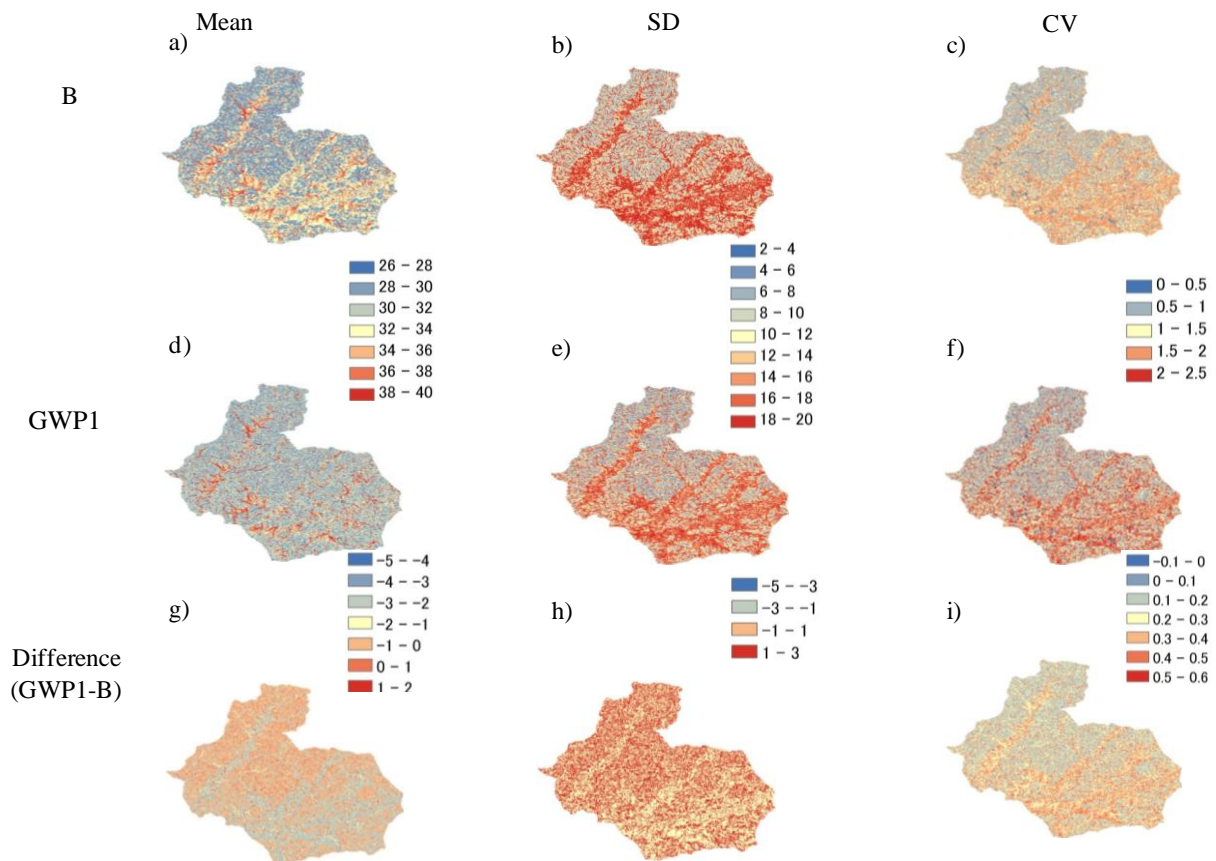 Mean
SD
CV
a)
b)
c)
B
26 – 28
28 – 30
30 – 32
32 – 34
34 – 36
36 – 38
38 – 40
2 – 4
4 – 6
6 – 8
8 – 10
10 – 12
12 – 14
14 – 16
16 – 18
18 – 20
0 – 0.5
0.5 – 1
1 – 1.5
1.5 – 2
2 – 2.5
d)
e)
f)
GWP1
-5 – -4
-4 – -3
-3 – -2
-2 – -1
-1 – 0
0 – 1
1 – 2
-5 – -3
-3 – -1
-1 – 1
1 – 3
-0.1 – 0
0 – 0.1
0.1 – 0.2
0.2 – 0.3
0.3 – 0.4
0.4 – 0.5
0.5 – 0.6
g)
h)
i)
Difference
(GWP1-B)